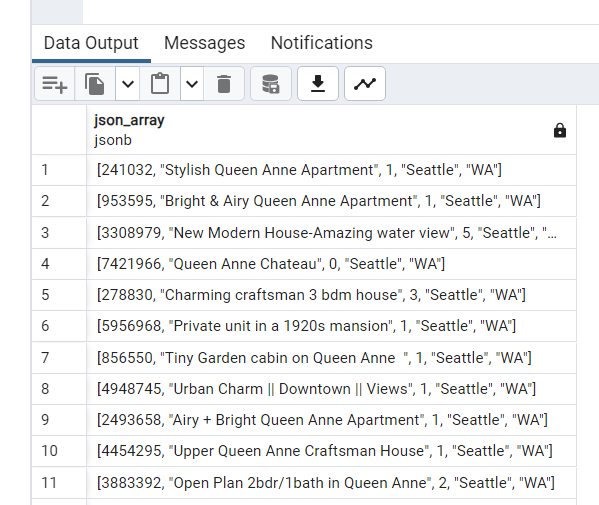 Data Output Messages Notifications
json_array
jsonb
1 [241032, "Stylish Queen Anne Apartment", 1, "Seattle", "WA"]
2 [953595, "Bright & Airy Queen Anne Apartment", 1, "Seattle", "WA"]
3 [3308979, "New Modern House-Amazing water view", 5, "Seattle", "...
4 [7421966, "Queen Anne Chateau", 0, "Seattle", "WA"]
5 [278830, "Charming craftsman 3 bdm house", 3, "Seattle", "WA"]
6 [5956968, "Private unit in a 1920s mansion", 1, "Seattle", "WA"]
7 [856550, "Tiny Garden cabin on Queen Anne  ", 1, "Seattle", "WA"]
8 [4948745, "Urban Charm || Downtown || Views", 1, "Seattle", "WA"]
9 [2493658, "Airy + Bright Queen Anne Apartment", 1, "Seattle", "WA"]
10 [4454295, "Upper Queen Anne Craftsman House", 1, "Seattle", "WA"]
11 [3883392, "Open Plan 2bdr/1bath in Queen Anne", 2, "Seattle", "WA"]